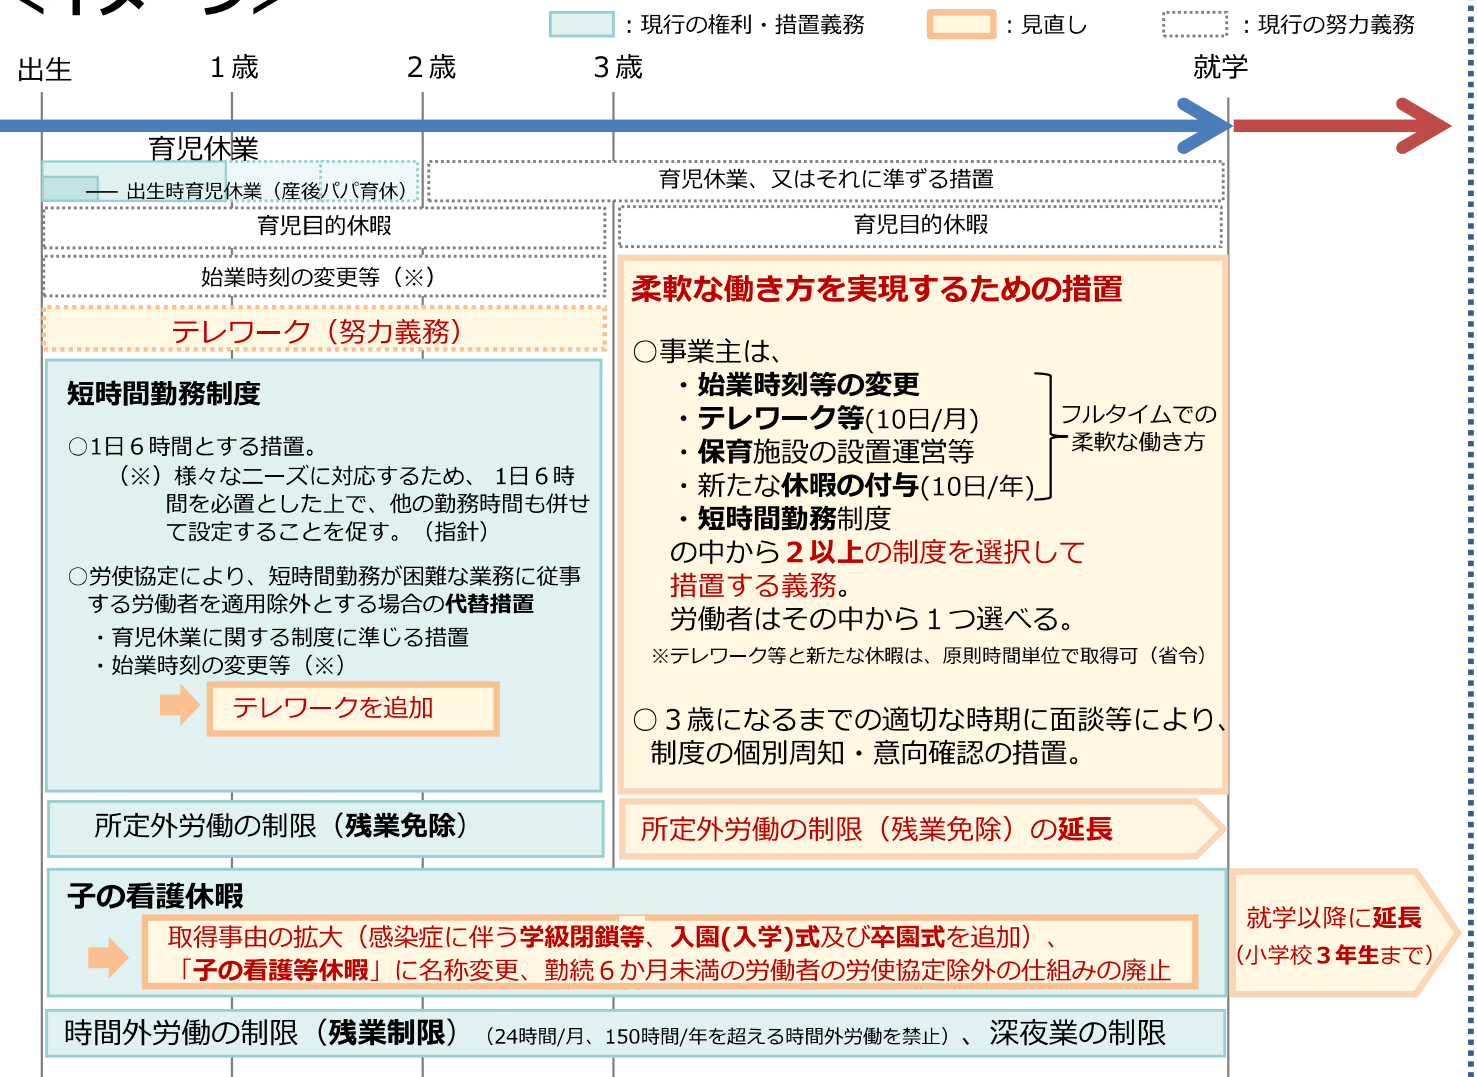 <イメージ>
：現行の権利・措置義務
：見直し
：現行の努力義務
出生
１歳
２歳
３歳
就学
育児休業
出生時育児休業（産後パパ育休）
育児休業、又はそれに準ずる措置
育児目的休暇
育児目的休暇
始業時刻の変更等（※）
テレワーク（努力義務）
短時間勤務制度
○1日６時間とする措置。
（※）様々なニーズに対応するため、 1日６時
間を必置とした上で、他の勤務時間も併せ
て設定することを促す。（指針）
○労使協定により、短時間勤務が困難な業務に従事
する労働者を適用除外とする場合の代替措置
・育児休業に関する制度に準じる措置
・始業時刻の変更等（※）
テレワークを追加
柔軟な働き方を実現するための措置
○事業主は、
・始業時刻等の変更
・テレワーク等(10日/月)
・保育施設の設置運営等
・新たな休暇の付与(10日/年)
・短時間勤務制度
フルタイムでの
柔軟な働き方
の中から２以上の制度を選択して
措置する義務。
労働者はその中から１つ選べる。
※テレワーク等と新たな休暇は、原則時間単位で取得可（省令）
○３歳になるまでの適切な時期に面談等により、
制度の個別周知・意向確認の措置。
所定外労働の制限（残業免除）
所定外労働の制限（残業免除）の延長
子の看護休暇
取得事由の拡大（感染症に伴う学級閉鎖等、入園(入学)式及び卒園式を追加）、
「子の看護等休暇」に名称変更、勤続６か月未満の労働者の労使協定除外の仕組みの廃止
就学以降に延長
（小学校３年生まで）
時間外労働の制限（残業制限）（24時間/月、150時間/年を超える時間外労働を禁止）、深夜業の制限